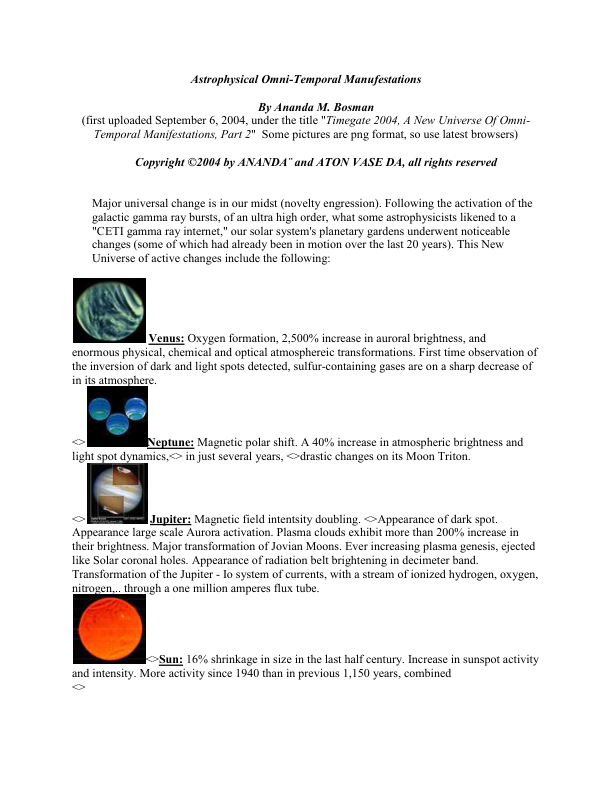 Astrophysical Omni-Temporal Manufestations
By Ananda M. Bosman
(first uploaded September 6, 2004, under the title "Timegate 2004, A New Universe Of Omni-
Temporal Manifestations, Part 2"  Some pictures are png format, so use latest browsers)
Copyright ©2004 by ANANDA¨ and ATON VASE DA, all rights reserved
Major universal change is in our midst (novelty engression). Following the activation of the
galactic gamma ray bursts, of an ultra high order, what some astrophysicists likened to a
"CETI gamma ray internet," our solar system's planetary gardens underwent noticeable
changes (some of which had already been in motion over the last 20 years). This New
Universe of active changes include the following:
Venus: Oxygen formation, 2,500% increase in auroral brightness, and
enormous physical, chemical and optical atmosphereic transformations. First time observation of
the inversion of dark and light spots detected, sulfur-containing gases are on a sharp decrease of
in its atmosphere.
<> Neptune: Magnetic polar shift. A 40% increase in atmospheric brightness and
light spot dynamics,<> in just several years, <>drastic changes on its Moon Triton.
<> Jupiter: Magnetic field intentsity doubling. <>Appearance of dark spot.
Appearance large scale Aurora activation. Plasma clouds exhibit more than 200% increase in
their brightness. Major transformation of Jovian Moons. Ever increasing plasma genesis, ejected
like Solar coronal holes. Appearance of radiation belt brightening in decimeter band.
Transformation of the Jupiter - Io system of currents, with a stream of ionized hydrogen, oxygen,
nitrogen,.. through a one million amperes flux tube.
<>Sun: 16% shrinkage in size in the last half century. Increase in sunspot activity
and intensity. More activity since 1940 than in previous 1,150 years, combined
<>